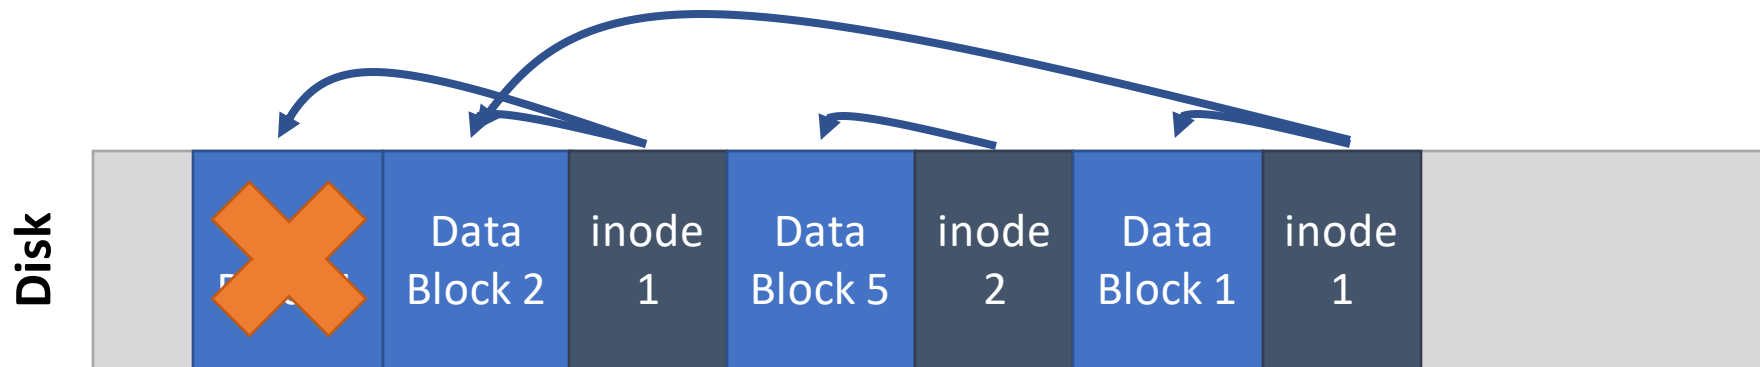 Disk
Data
Block 2
inode
1
Data
Block 5
inode
2
Data
Block 1
inode
1